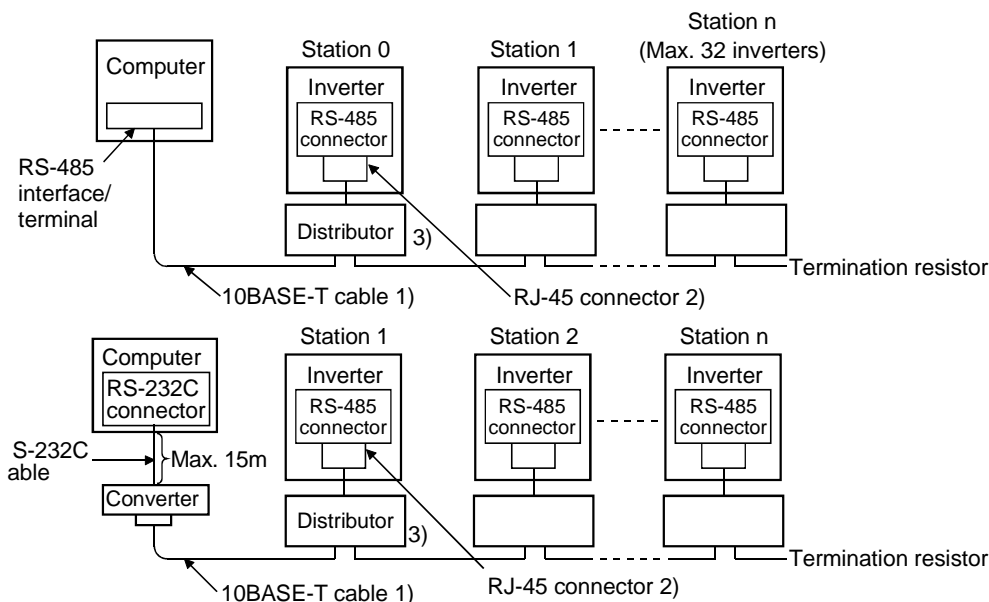 Station n
Station 0
Station 1
(Max. 32 inverters)
Computer
Inverter
Inverter
Inverter
RS-485
connector
RS-485
connector
RS-485
connector
RS-485
interface/
terminal
Distributor
3)
Termination resistor
10BASE-T cable 1)
RJ-45 connector 2)
Station 1
Station 2
Station n
Computer
RS-232C
connector
Inverter
Inverter
Inverter
RS-485
connector
RS-485
connector
RS-485
connector
S-232C
able
Max. 15m
Converter
Distributor
3)
Termination resistor
10BASE-T cable 1)
RJ-45 connector 2)